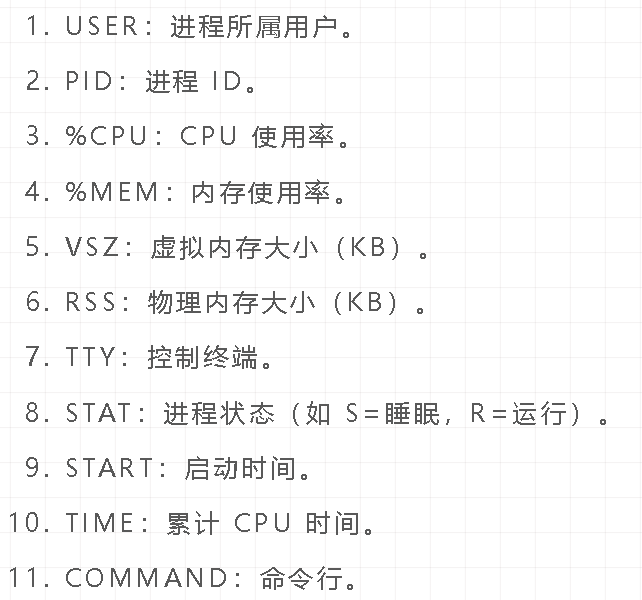 1. USER：进程所属用户。
2. PID：进程 ID。
3. %CPU：CPU 使用率。
4. %MEM：内存使用率。
5. VSZ：虚拟内存大小（KB）。
6. RSS：物理内存大小（KB）。
7. TTY：控制终端。
8. STAT：进程状态（如 S=睡眠，R=运行）。
9. START：启动时间。
10. TIME：累计 CPU 时间。
11. COMMAND：命令行。